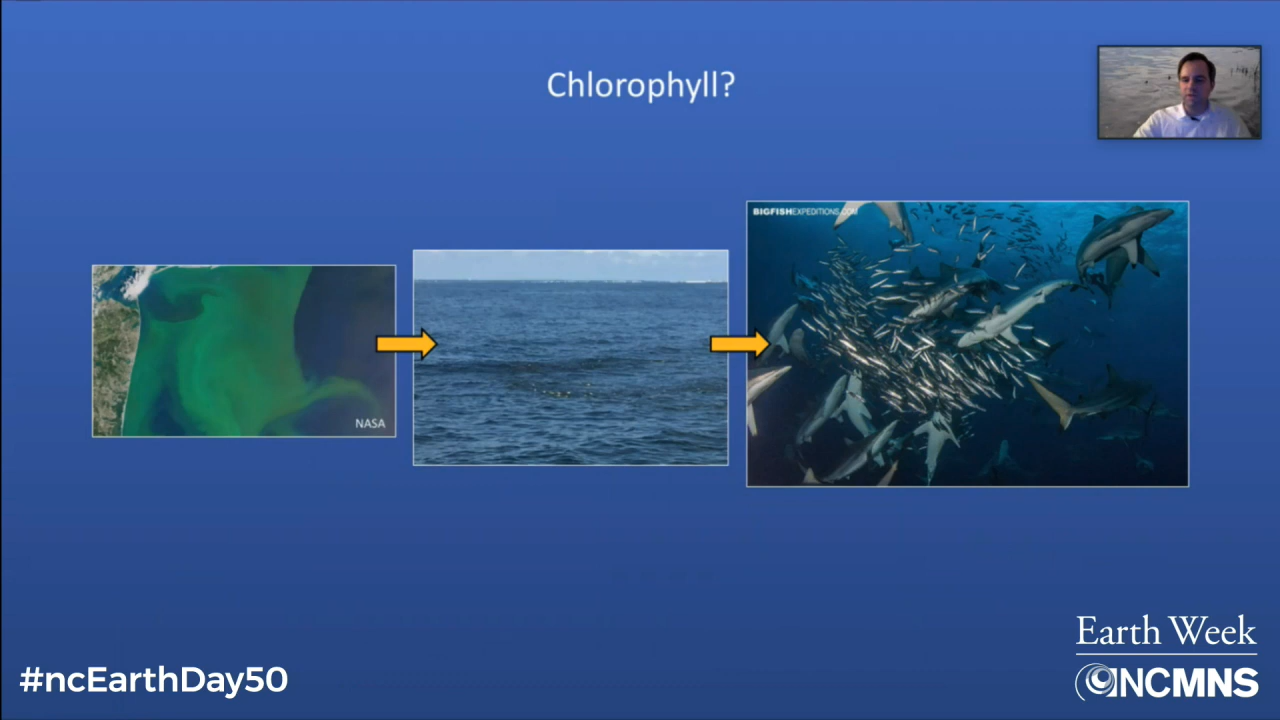 Chlorophyll?
BIGFISHEXPEDITIONS.COM
NASA
#ncEarthDay50
Earth Week
NCMNS